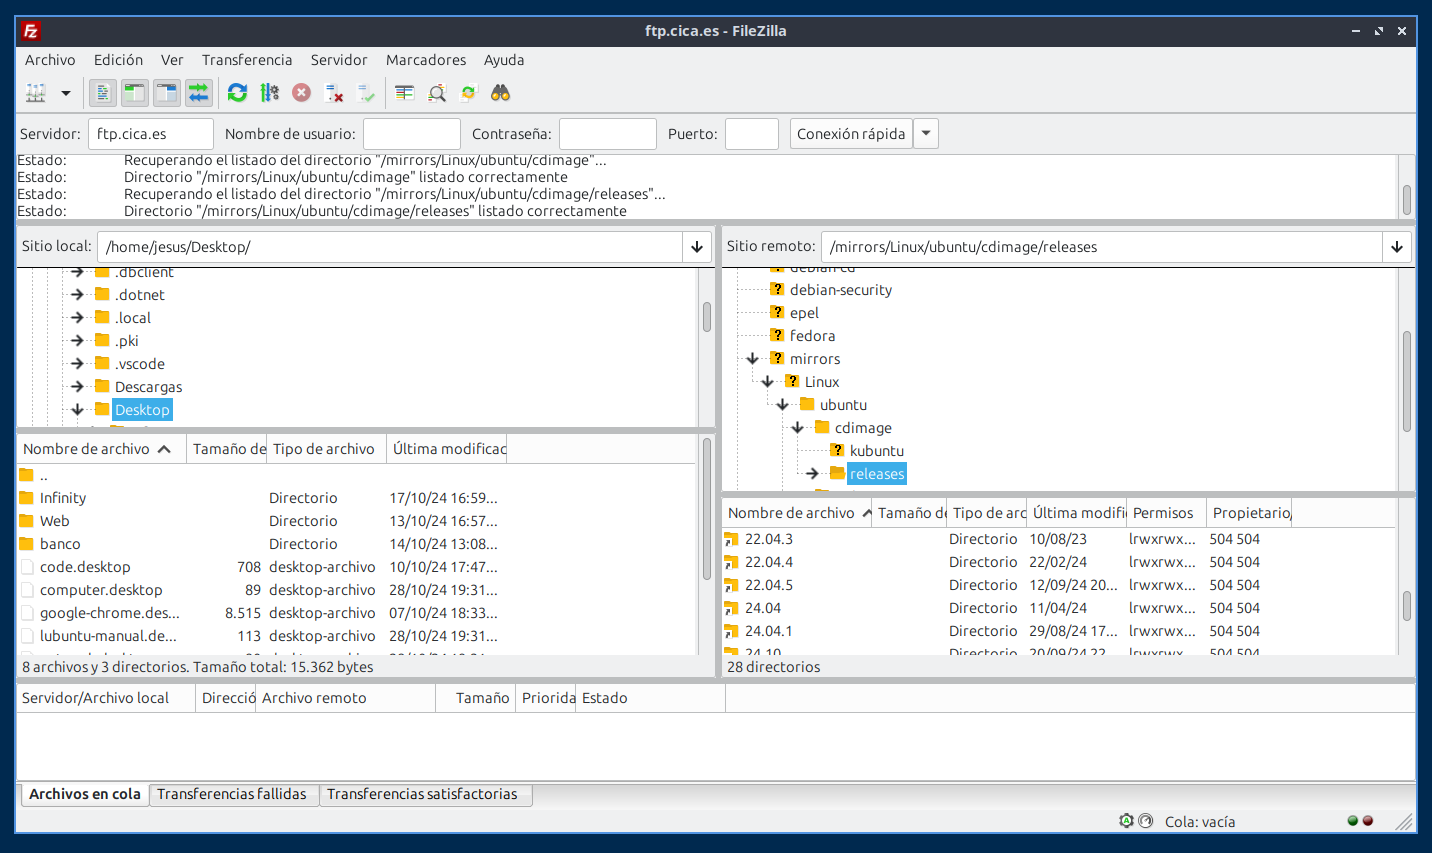 ftp.cica.es - FileZilla
Archivo Edición Ver Transferencia Servidor Marcadores Ayuda
Servidor: ftp.cica.es Nombre de usuario: Contraseña: Puerto: Conexión rápida
Estado: Recuperando el listado del directorio "/mirrors/Linux/ubuntu/cdimage"...
Estado: Directorio "/mirrors/Linux/ubuntu/cdimage" listado correctamente
Estado: Recuperando el listado del directorio "/mirrors/Linux/ubuntu/cdimage/releases"...
Estado: Directorio "/mirrors/Linux/ubuntu/cdimage/releases" listado correctamente
Sitio local: /home/jesus/Desktop/
.dbclient
.dotnet
.local
.pki
.vscode
Descargas
Desktop
Nombre de archivo Tamaño de Tipo de archivo Última modificac
..
Infinity Directorio 17/10/24 16:59...
Web Directorio 13/10/24 16:57...
banco Directorio 14/10/24 13:08...
code.desktop 708 desktop-archivo 10/10/24 17:47...
computer.desktop 89 desktop-archivo 28/10/24 19:31...
google-chrome.des... 8.515 desktop-archivo 07/10/24 18:33...
lubuntu-manual.de... 113 desktop-archivo 28/10/24 19:31...
8 archivos y 3 directorios. Tamaño total: 15.362 bytes
Sitio remoto: /mirrors/Linux/ubuntu/cdimage/releases
debian-cd
debian-security
epel
fedora
mirrors
Linux
ubuntu
cdimage
kubuntu
releases
Nombre de archivo Tamaño de Tipo de arc Última modifi Permisos Propietario/
22.04.3 Directorio 10/08/23 lrwxrwx... 504 504
22.04.4 Directorio 22/02/24 lrwxrwx... 504 504
22.04.5 Directorio 12/09/24 20... lrwxrwx... 504 504
24.04 Directorio 11/04/24 lrwxrwx... 504 504
24.04.1 Directorio 29/08/24 17... lrwxrwx... 504 504
24.10 Directorio 20/09/24 22... lrwxrwx... 504 504
28 directorios
Servidor/Archivo local Direcció Archivo remoto Tamaño Priorida Estado
Archivos en cola Transferencias fallidas Transferencias satisfactorias
Cola: vacía